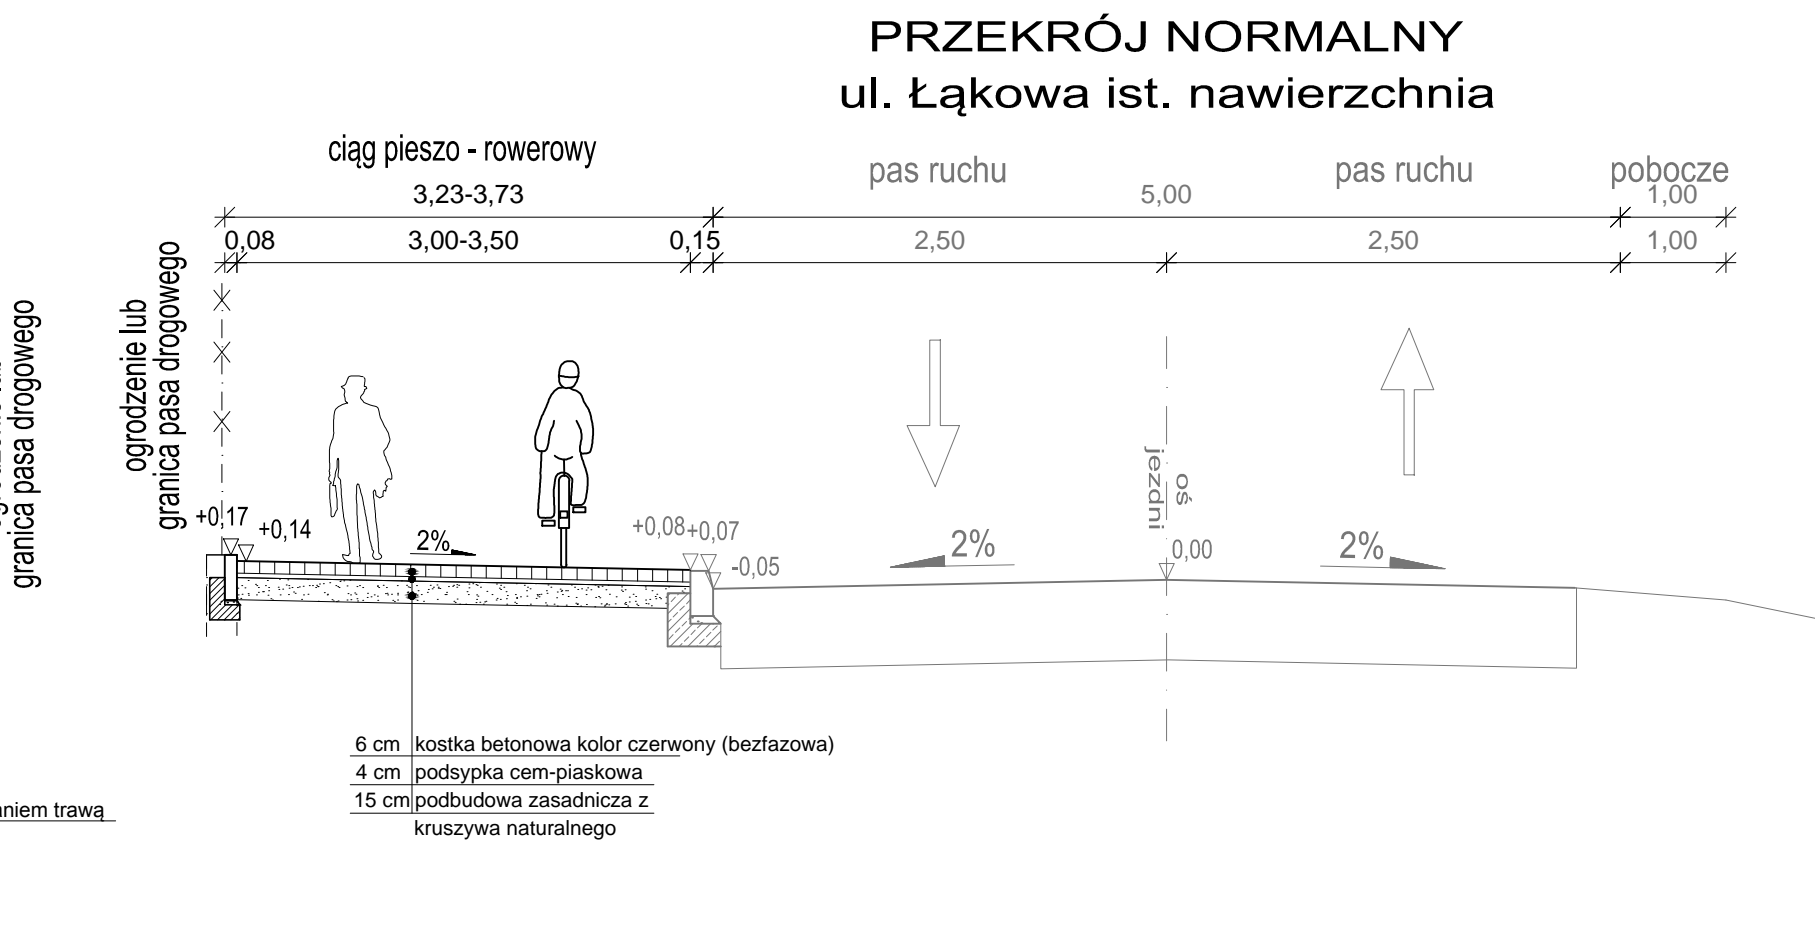 PRZEKRÓJ NORMALNY
ul. Łąkowa ist. nawierzchnia
ciąg pieszo - rowerowy
pas ruchu
pas ruchu
pobocze
3,23-3,73
5,00
1,00
0,08
3,00-3,50
0,15
2,50
2,50
1,00
granica pasa drogowego
ogrodzenie lub
granica pasa drogowego
oś
jezdni
+0,17
+0,14
2%
+0,08
+0,07
-0,05
2%
0,00
2%
6 cm kostka betonowa kolor czerwony (bezfazowa)
4 cm podsypka cem-piaskowa
15 cm podbudowa zasadnicza z
kruszywa naturalnego
trawą